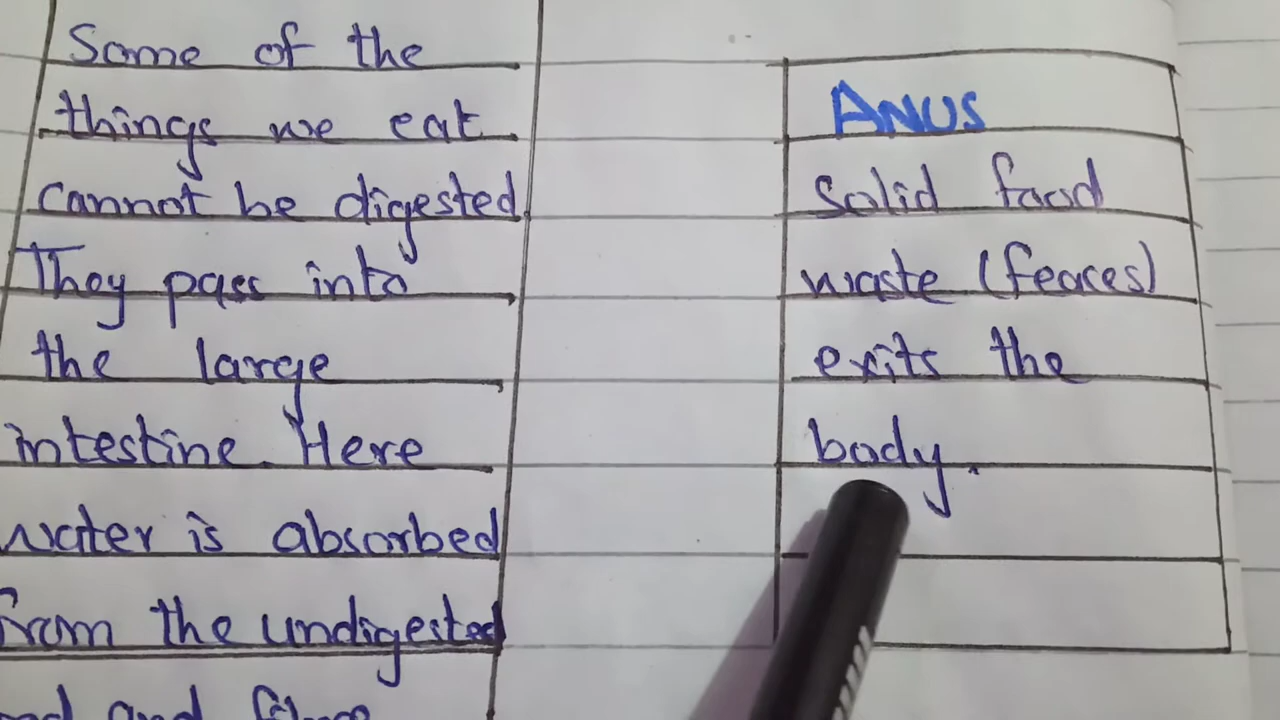 Some of the
things we eat
cannot be digested
They pass into
the large
intestine. Here
water is absorbed
from the undigested
and
ANUS
Solid food
waste (feaces)
exits the
body.